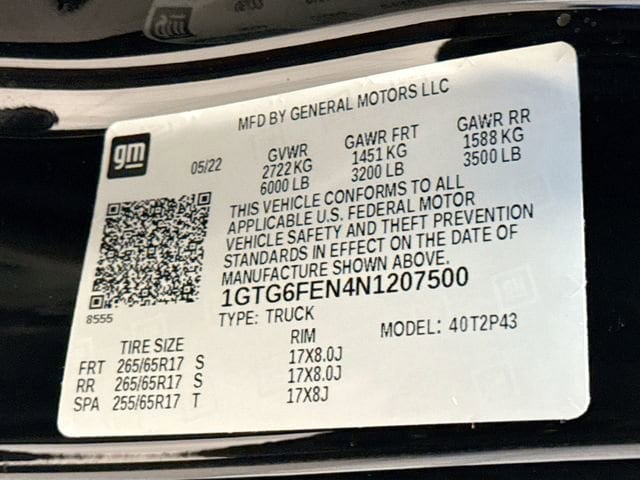 MFD BY GENERAL MOTORS LLC
gm
05/22 GVWR GAWR FRT GAWR RR
2722 KG 1451 KG 1588 KG
6000 LB 3200 LB 3500 LB
THIS VEHICLE CONFORMS TO ALL
APPLICABLE U.S. FEDERAL MOTOR
VEHICLE SAFETY AND THEFT PREVENTION
STANDARDS IN EFFECT ON THE DATE OF
MANUFACTURE SHOWN ABOVE.
1GTG6FEN4N1207500
8555
TYPE: TRUCK MODEL: 40T2P43
TIRE SIZE RIM
FRT 265/65R17 S 17X8.0J
RR 265/65R17 S 17X8.0J
SPA 255/65R17 T 17X8J